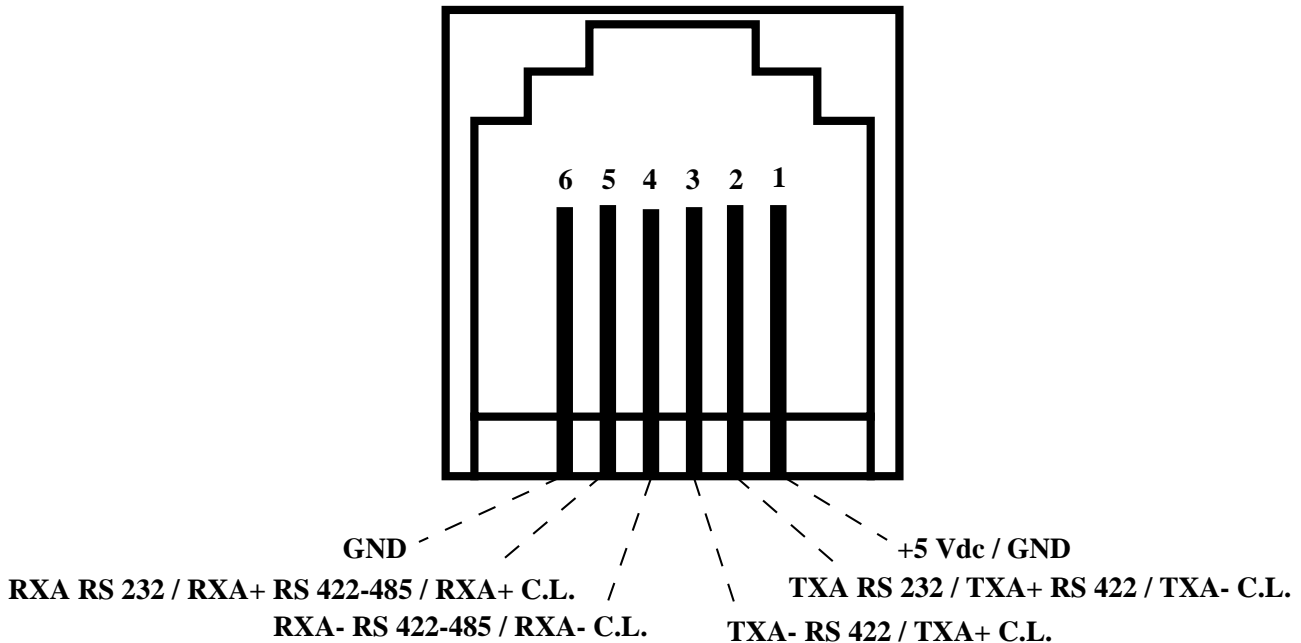 6 5 4 3 2 1
GND
+5 Vdc / GND
RXA RS 232 / RXA+ RS 422-485 / RXA+ C.L.
TXA RS 232 / TXA+ RS 422 / TXA- C.L.
RXA- RS 422-485 / RXA- C.L.
TXA- RS 422 / TXA+ C.L.